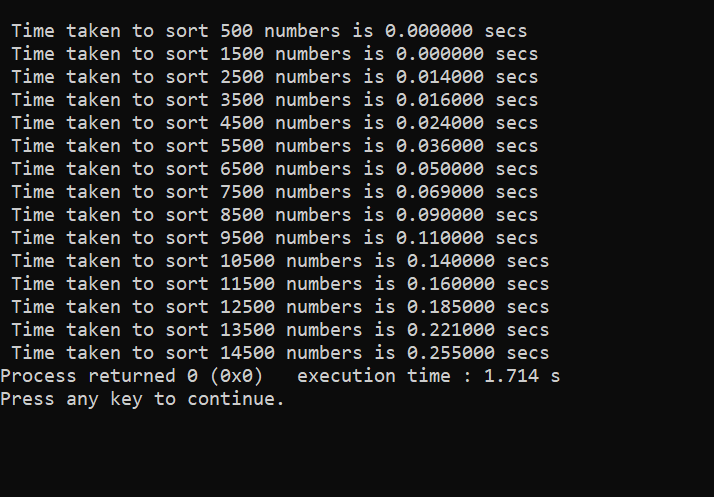 Time taken to sort 500 numbers is 0.000000 secs
Time taken to sort 1500 numbers is 0.000000 secs
Time taken to sort 2500 numbers is 0.014000 secs
Time taken to sort 3500 numbers is 0.016000 secs
Time taken to sort 4500 numbers is 0.024000 secs
Time taken to sort 5500 numbers is 0.036000 secs
Time taken to sort 6500 numbers is 0.050000 secs
Time taken to sort 7500 numbers is 0.069000 secs
Time taken to sort 8500 numbers is 0.090000 secs
Time taken to sort 9500 numbers is 0.110000 secs
Time taken to sort 10500 numbers is 0.140000 secs
Time taken to sort 11500 numbers is 0.160000 secs
Time taken to sort 12500 numbers is 0.185000 secs
Time taken to sort 13500 numbers is 0.221000 secs
Time taken to sort 14500 numbers is 0.255000 secs
Process returned 0 (0x0)   execution time : 1.714 s
Press any key to continue.